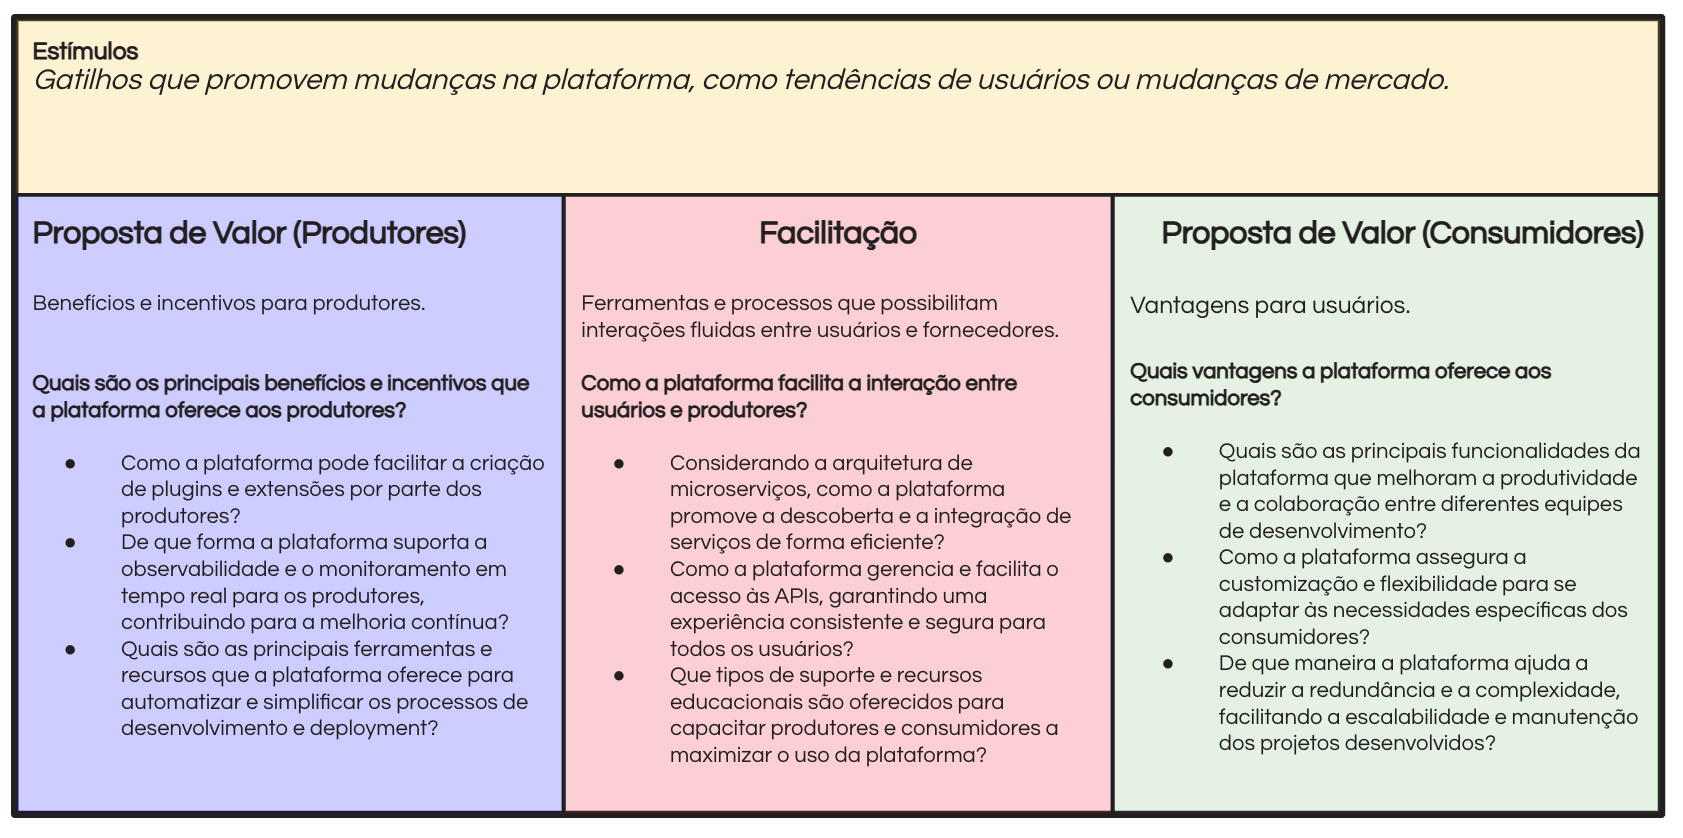 Estímulos
Gatilhos que promovem mudanças na plataforma, como tendências de usuários ou mudanças de mercado.
Proposta de Valor (Produtores)
Benefícios e incentivos para produtores.
Quais são os principais benefícios e incentivos que
a plataforma oferece aos produtores?
● Como a plataforma pode facilitar a criação
de plugins e extensões por parte dos
produtores?
● De que forma a plataforma suporta a
observabilidade e o monitoramento em
tempo real para os produtores,
contribuindo para a melhoria contínua?
● Quais são as principais ferramentas e
recursos que a plataforma oferece para
automatizar e simplificar os processos de
desenvolvimento e deployment?
Facilitação
Ferramentas e processos que possibilitam
interações fluidas entre usuários e fornecedores.
Como a plataforma facilita a interação entre
usuários e produtores?
● Considerando a arquitetura de
microserviços, como a plataforma
promove a descoberta e a integração de
serviços de forma eficiente?
● Como a plataforma gerencia e facilita o
acesso às APIs, garantindo uma
experiência consistente e segura para
todos os usuários?
● Que tipos de suporte e recursos
educacionais são oferecidos para
capacitar produtores e consumidores a
maximizar o uso da plataforma?
Proposta de Valor (Consumidores)
Vantagens para usuários.
Quais vantagens a plataforma oferece aos
consumidores?
● Quais são as principais funcionalidades da
plataforma que melhoram a produtividade
e a colaboração entre diferentes equipes
de desenvolvimento?
● Como a plataforma assegura a
customização e flexibilidade para se
adaptar às necessidades específicas dos
consumidores?
● De que maneira a plataforma ajuda a
reduzir a redundância e a complexidade,
facilitando a escalabilidade e manutenção
dos projetos desenvolvidos?